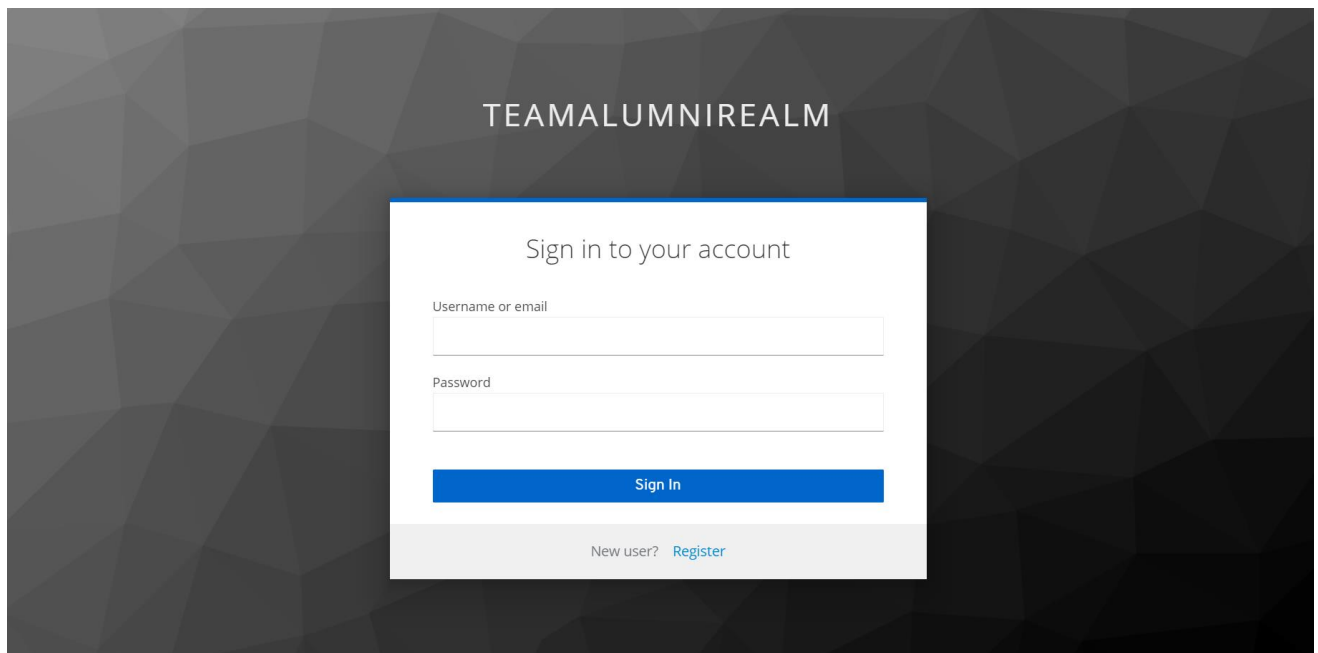 TEAMALUMNIREALM
Sign in to your account
Username or email
Password
Sign In
New user? Register